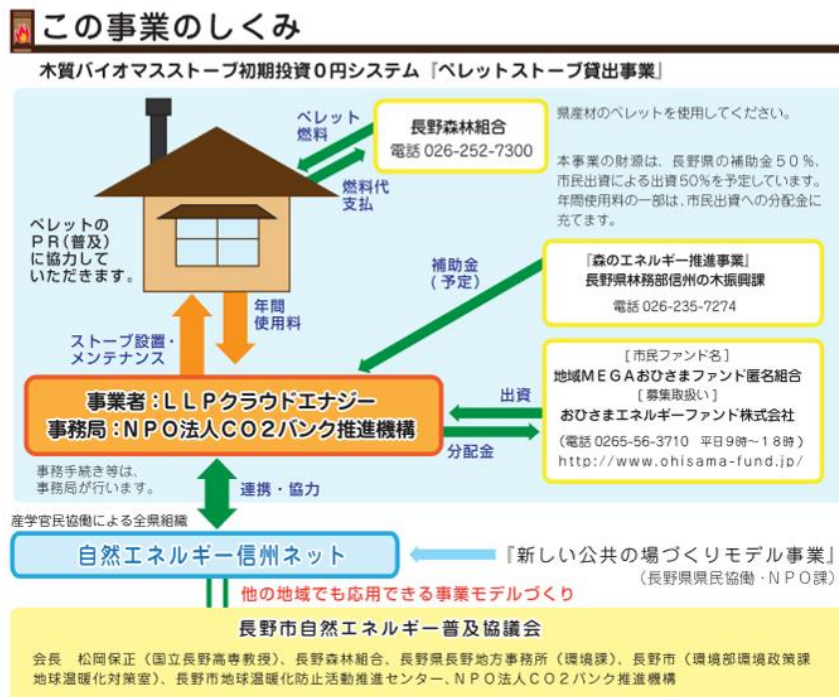 この事業のしくみ
木質バイオマスストーブ初期投資０円システム『ペレットストーブ貸出事業』
ペレット
燃料
長野森林組合
電話 026-252-7300
燃料代
支払
県産材のペレットを使用してください。
本事業の財源は、長野県の補助金５０％、
市民出資による出資50％を予定しています。
年間使用料の一部は、市民出資への分配金に
充てます。
ペレットの
ＰＲ(普及)
に協力して
いただきます。
補助金
(予定)
『森のエネルギー推進事業』
長野県林務部信州の木振興課
電話 026-235-7274
ストーブ設置・
メンテナンス
年間
使用料
［市民ファンド名］
地域ＭＥＧＡおひさまファンド匿名組合
［募集取扱い］
おひさまエネルギーファンド株式会社
（電話 0265-56-3710　平日９時～１８時）
http://www.ohisama-fund.jp/
事業者：ＬＬＰクラウドエナジー
事務局：ＮＰＯ法人ＣＯ２バンク推進機構
出資
分配金
事務手続き等は、
事務局が行います。
連携・協力
産学官民協働による全県組織
自然エネルギー信州ネット
『新しい公共の場づくりモデル事業』
（長野県県民協働・ＮＰＯ課）
他の地域でも応用できる事業モデルづくり
長野市自然エネルギー普及協議会
会長　松岡保正（国立長野高専教授）、長野森林組合、長野県長野地方事務所（環境課）、長野市（環境部環境政策課
地球温暖化対策室）、長野市地球温暖化防止活動推進センター、ＮＰＯ法人ＣＯ２バンク推進機構